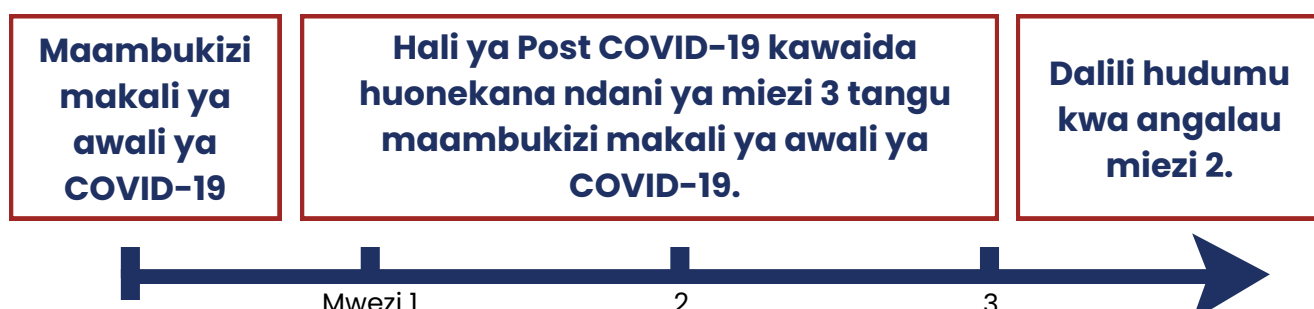 Maambukizi
makali ya
awali ya
COVID-19
Hali ya Post COVID-19 kawaida
huonekana ndani ya miezi 3 tangu
maambukizi makali ya awali ya
COVID-19.
Dalili hudumu
kwa angalau
miezi 2.
Mwezi 1
2
3